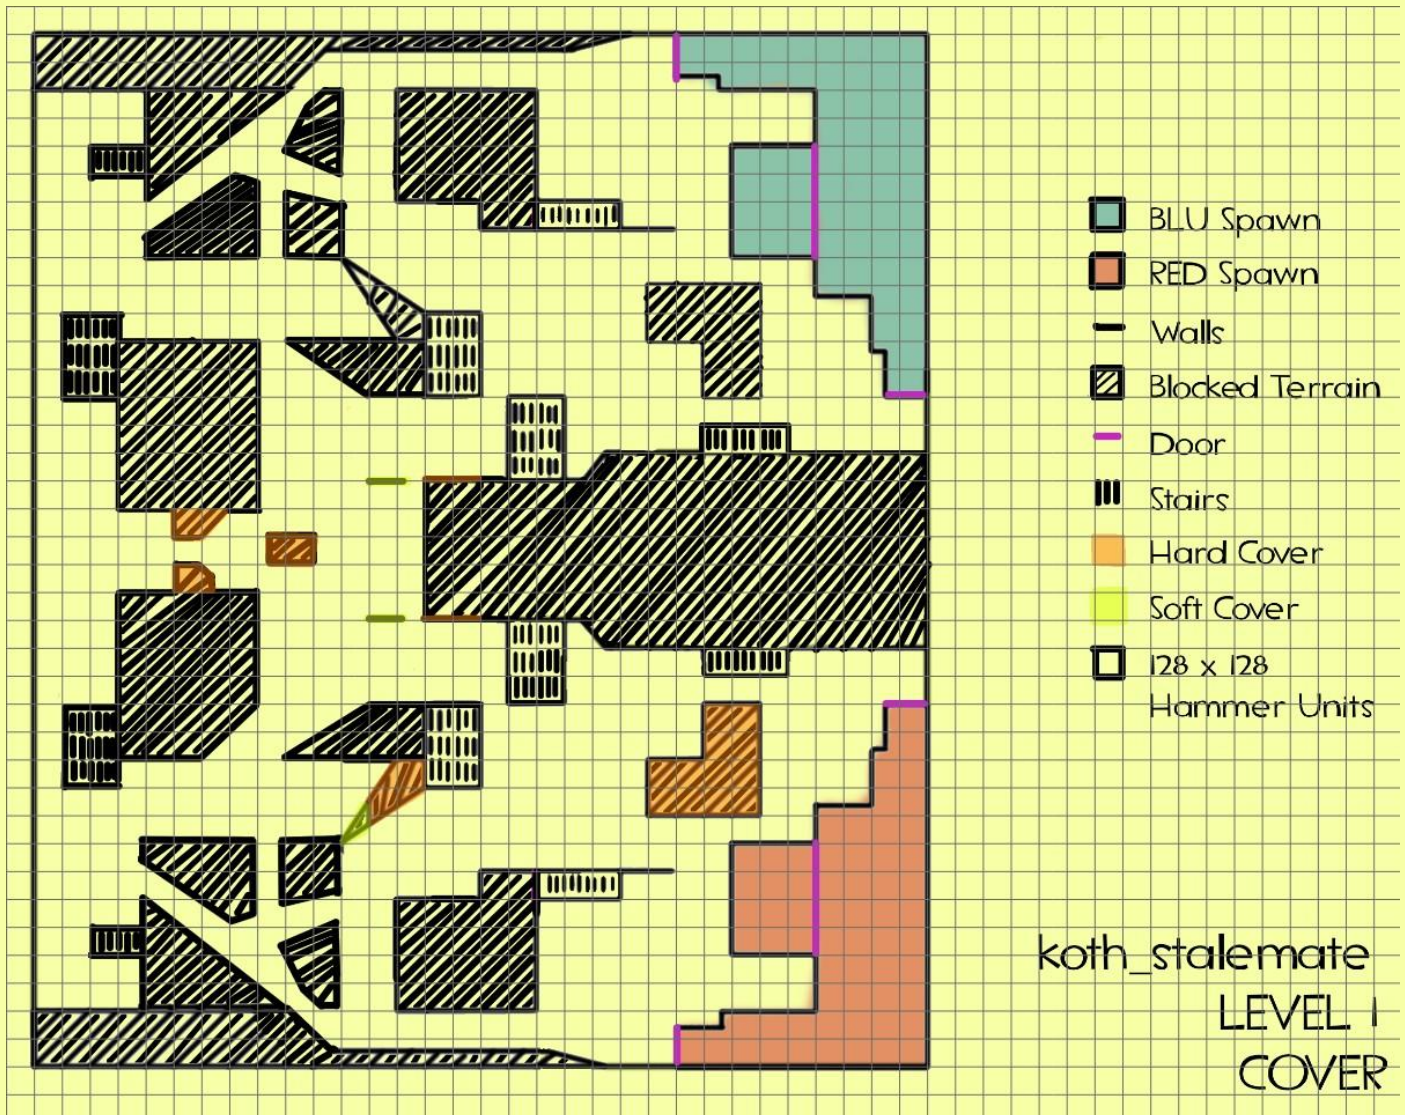 BLU Spawn
RED Spawn
Walls
Blocked Terrain
Door
Stairs
Hard Cover
Soft Cover
128 x 128
Hammer Units
koth_stalemate
LEVEL 1
COVER